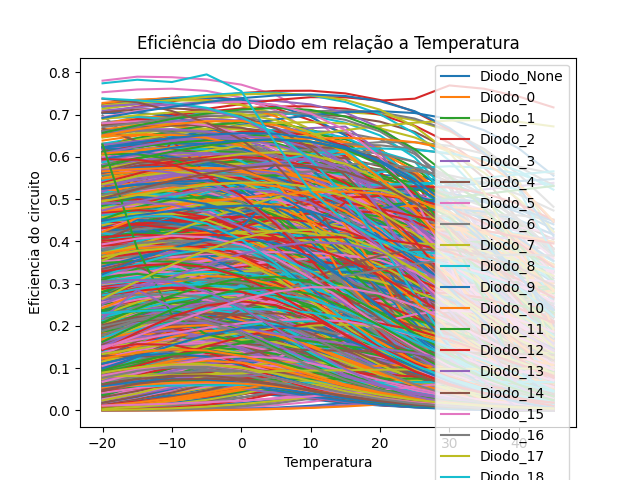 Eficiência do Diodo em relação a Temperatura
Eficiencia do circuito
0.8
0.7
0.6
0.5
0.4
0.3
0.2
0.1
0.0
−20
−10
0
10
20
30
40
Temperatura
Diodo_None
Diodo_0
Diodo_1
Diodo_2
Diodo_3
Diodo_4
Diodo_5
Diodo_6
Diodo_7
Diodo_8
Diodo_9
Diodo_10
Diodo_11
Diodo_12
Diodo_13
Diodo_14
Diodo_15
Diodo_16
Diodo_17
Diodo_18